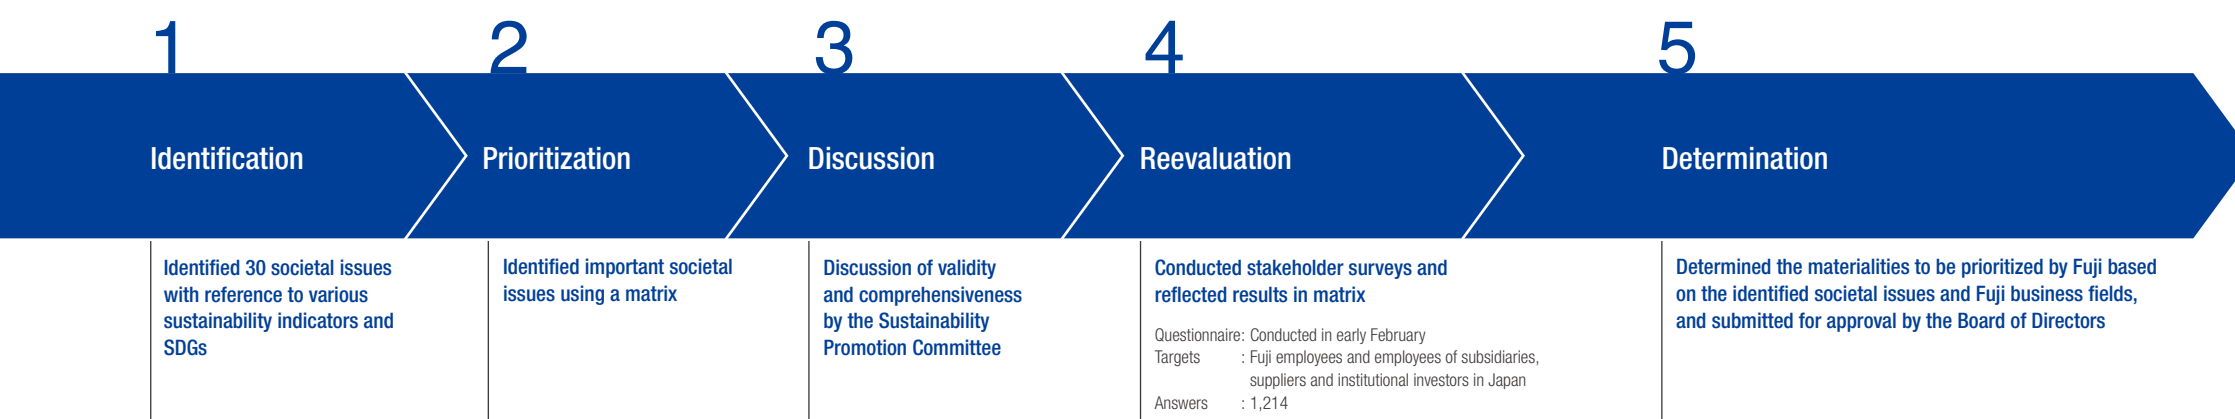 1
2
3
4
5
Identification
Prioritization
Discussion
Reevaluation
Determination
Identified 30 societal issues
with reference to various
sustainability indicators and
SDGs
Identified important societal
issues using a matrix
Discussion of validity
and comprehensiveness
by the Sustainability
Promotion Committee
Conducted stakeholder surveys and
reflected results in matrix
Questionnaire: Conducted in early February
Targets : Fuji employees and employees of subsidiaries,
suppliers and institutional investors in Japan
Answers : 1,214
Determined the materialities to be prioritized by Fuji based
on the identified societal issues and Fuji business fields,
and submitted for approval by the Board of Directors